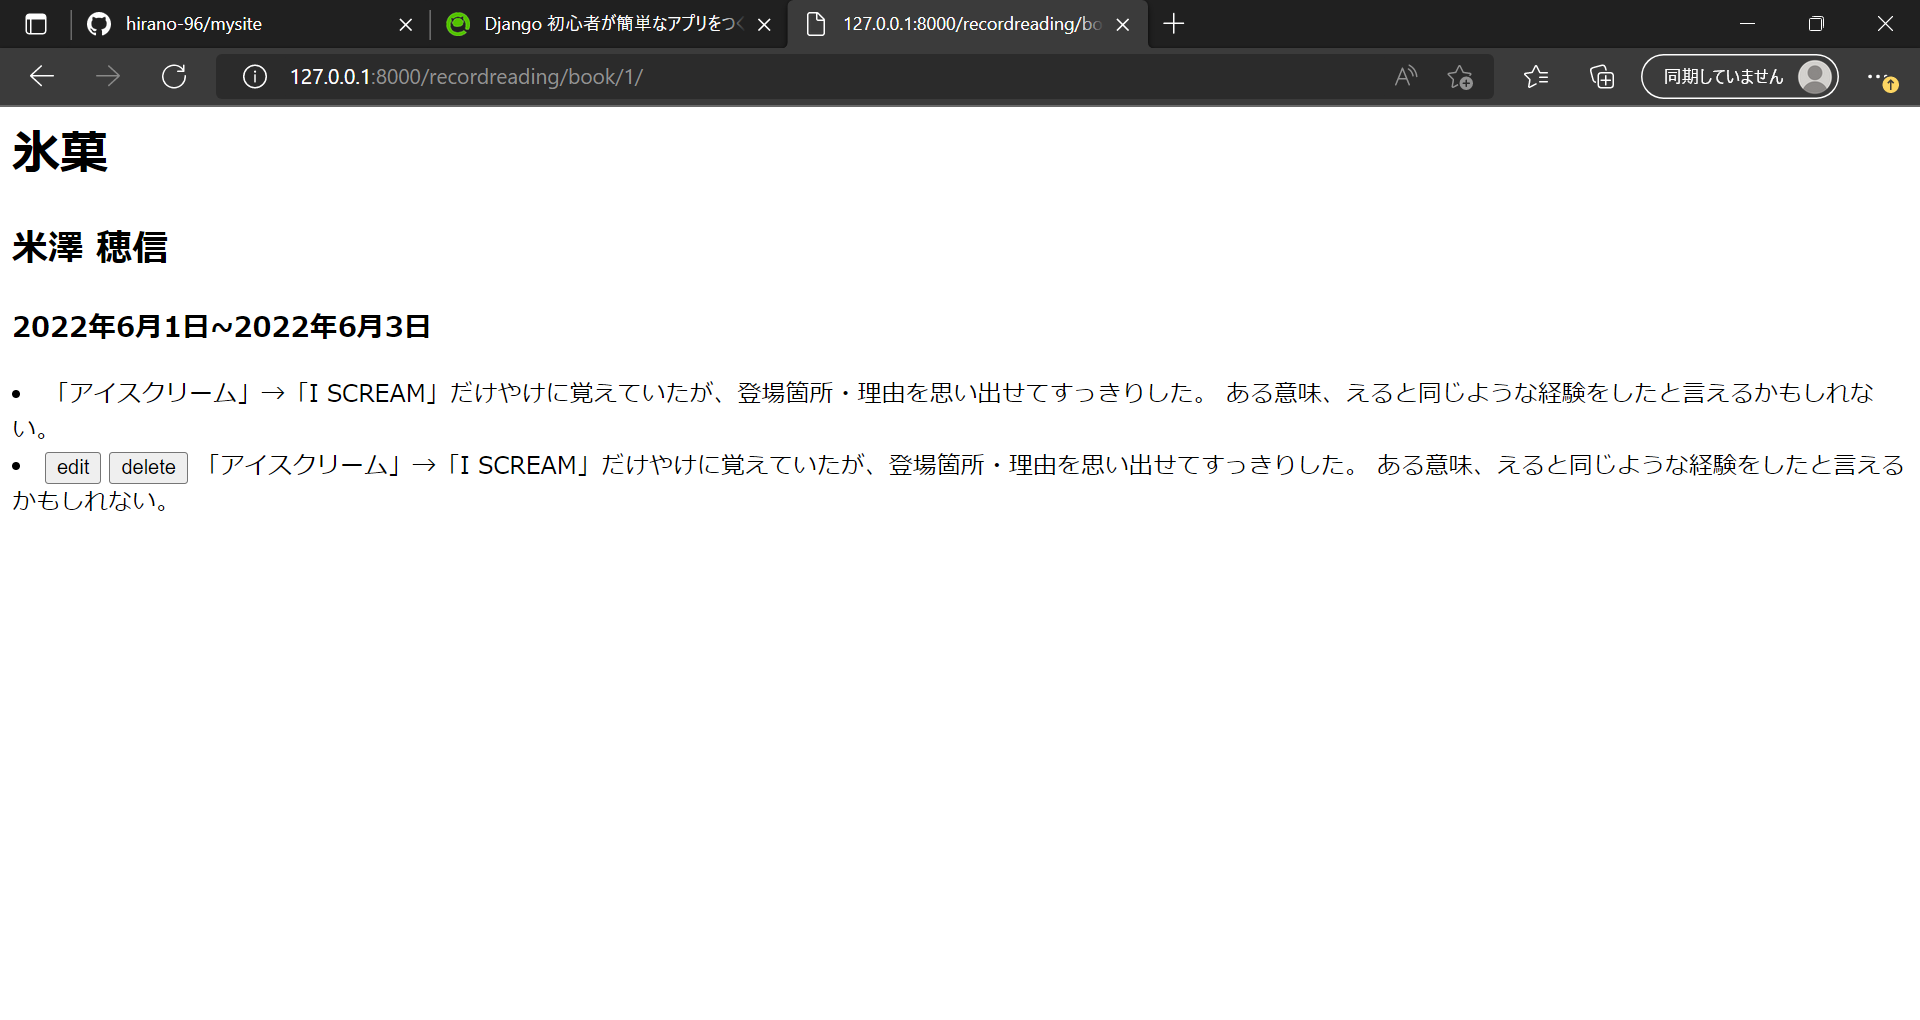 hirano-96/mysite
Django 初心者が簡単なアプリをつく
127.0.0.1:8000/recordreading/bo
127.0.0.1:8000/recordreading/book/1/
同期していません
氷菓
米澤 穂信
2022年6月1日~2022年6月3日
• 「アイスクリーム」→「I SCREAM」だけやけに覚えていたが、登場箇所・理由を思い出せてすっきりした。 ある意味、えると同じような経験をしたと言えるかもしれな
い。
• edit delete 「アイスクリーム」→「I SCREAM」だけやけに覚えていたが、登場箇所・理由を思い出せてすっきりした。 ある意味、えると同じような経験をしたと言える
かもしれない。